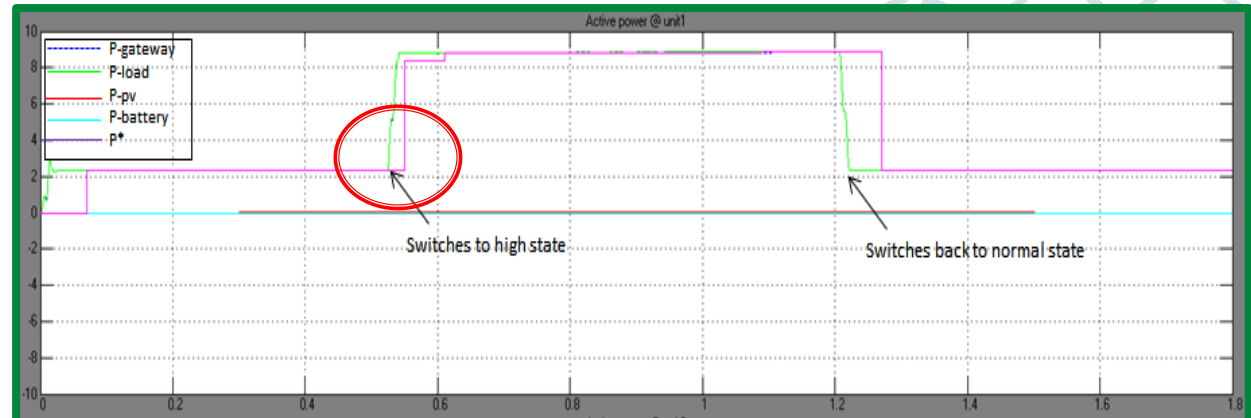 Active power @ unit1
10
8
6
4
2
0
-2
-4
-6
-8
-10
P-gateway
P-load
P-pv
P-battery
P*
Switches to high state
Switches back to normal state
0 0.2 0.4 0.6 0.8 1 1.2 1.4 1.6 1.8